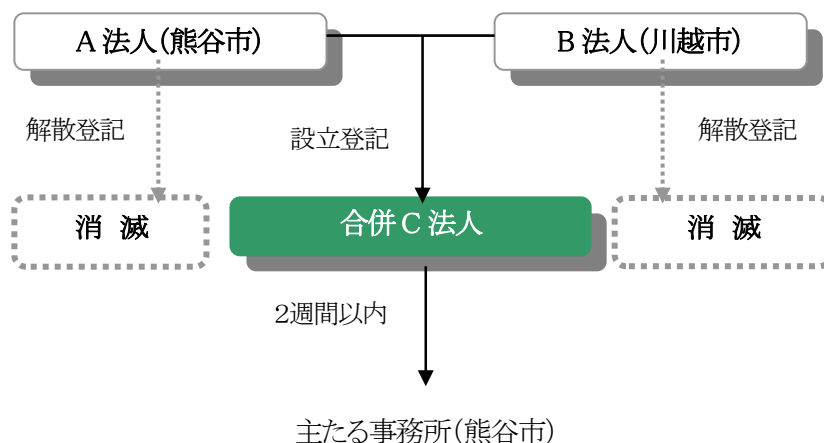 A 法人(熊谷市)
B 法人(川越市)
解散登記
設立登記
解散登記
消 滅
合併 C 法人
消 滅
2週間以内
主たる事務所(熊谷市)